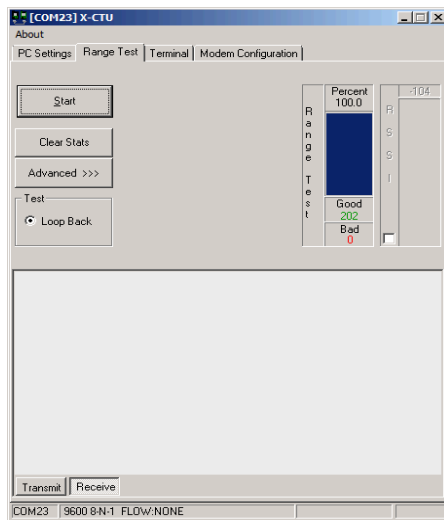 [COM23] X-CTU
About
PC Settings Range Test Terminal Modem Configuration
Start
Clear Stats
Advanced >>>
Test
Loop Back
Range Test
Percent
100.0
Good
202
Bad
0
RSSI
-104
Transmit Receive
COM23 9600 8-N-1 FLOW:NONE